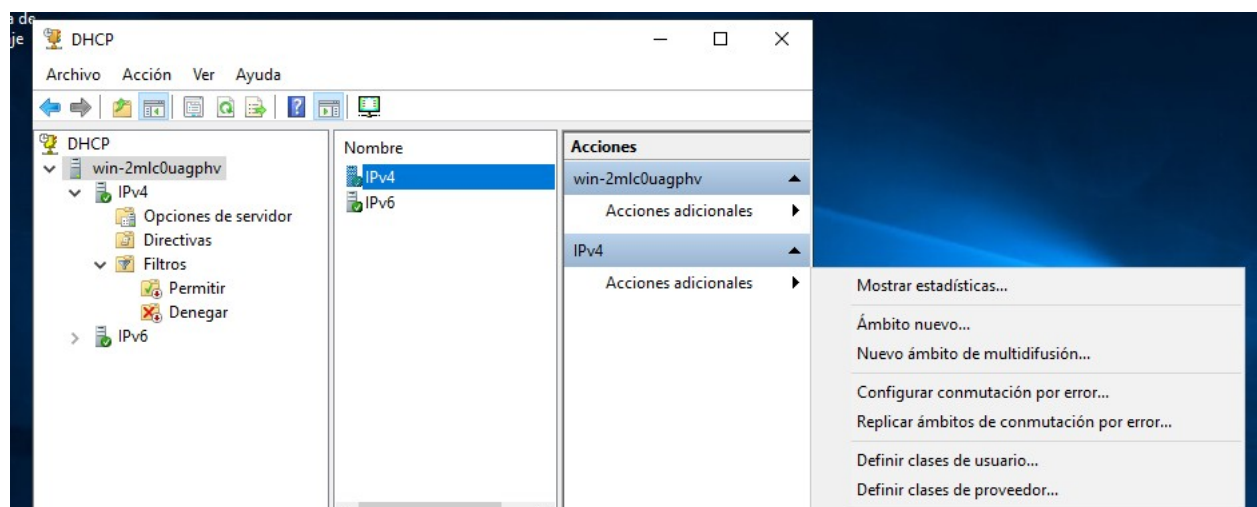 a de
je
DHCP
Archivo Acción Ver Ayuda
DHCP
win-2mlc0uagphv
IPv4
Opciones de servidor
Directivas
Filtros
Permitir
Denegar
IPv6
Nombre
IPv4
IPv6
Acciones
win-2mlc0uagphv
Acciones adicionales
IPv4
Acciones adicionales
Mostrar estadísticas...
Ámbito nuevo...
Nuevo ámbito de multidifusión...
Configurar conmutación por error...
Replicar ámbitos de conmutación por error...
Definir clases de usuario...
Definir clases de proveedor...